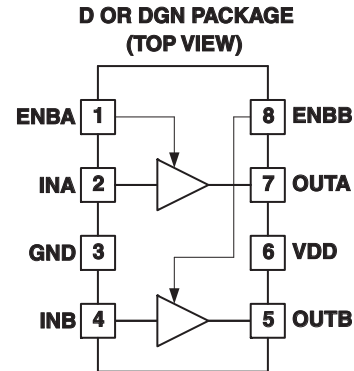 D OR DGN PACKAGE
(TOP VIEW)
ENBA 1 8 ENBB
INA 2 7 OUTA
GND 3 6 VDD
INB 4 5 OUTB